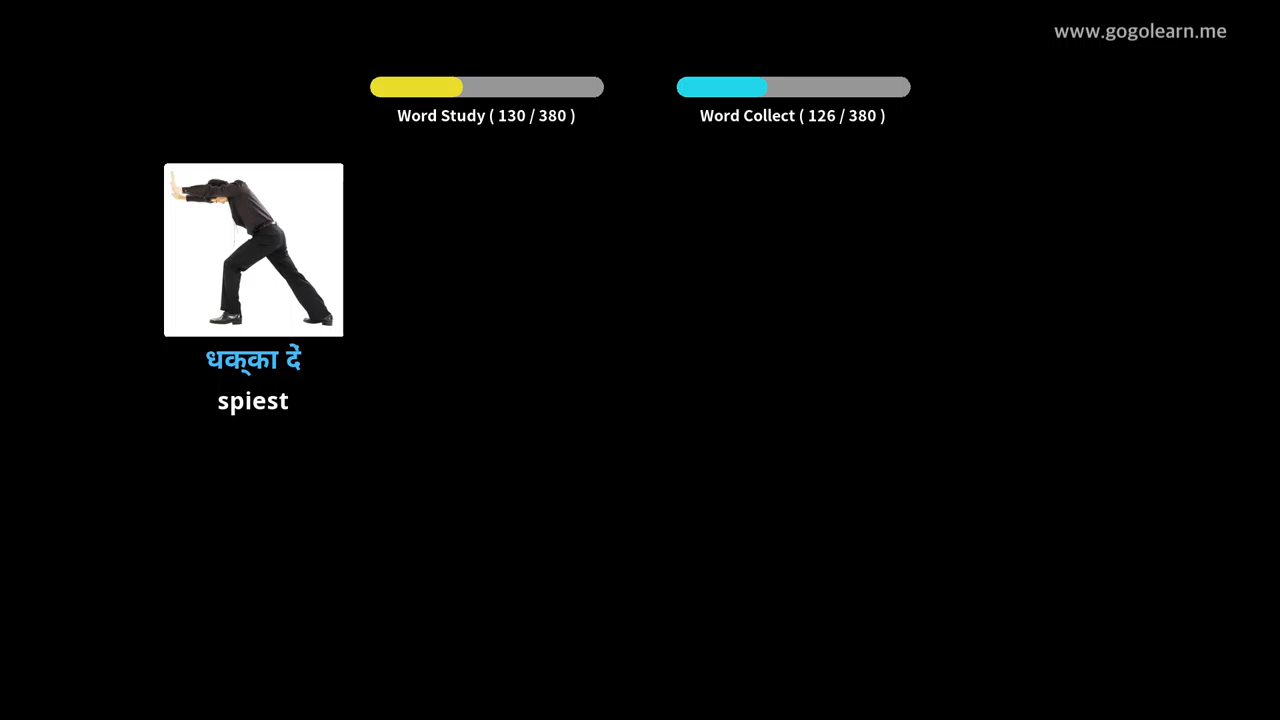 www.gogolearn.me
Word Study ( 130 / 380 )
Word Collect ( 126 / 380 )
धक्‌का दें
spiest